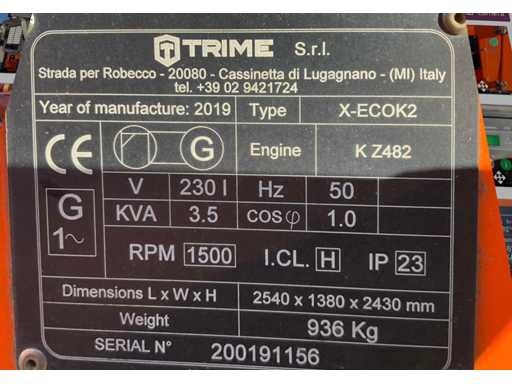 TRIME S.r.l.
Strada per Robecco - 20080 - Cassinetta di Lugagnano - (MI) Italy
tel. +39 02 9421724
Year of manufacture: 2019 Type X-ECOK2
CE G Engine K Z482
V 230 I Hz 50
G 1~ KVA 3.5 COS φ 1.0
RPM 1500 I.CL. H IP 23
Dimensions L x W x H 2540 x 1380 x 2430 mm
Weight 936 Kg
SERIAL N° 200191156